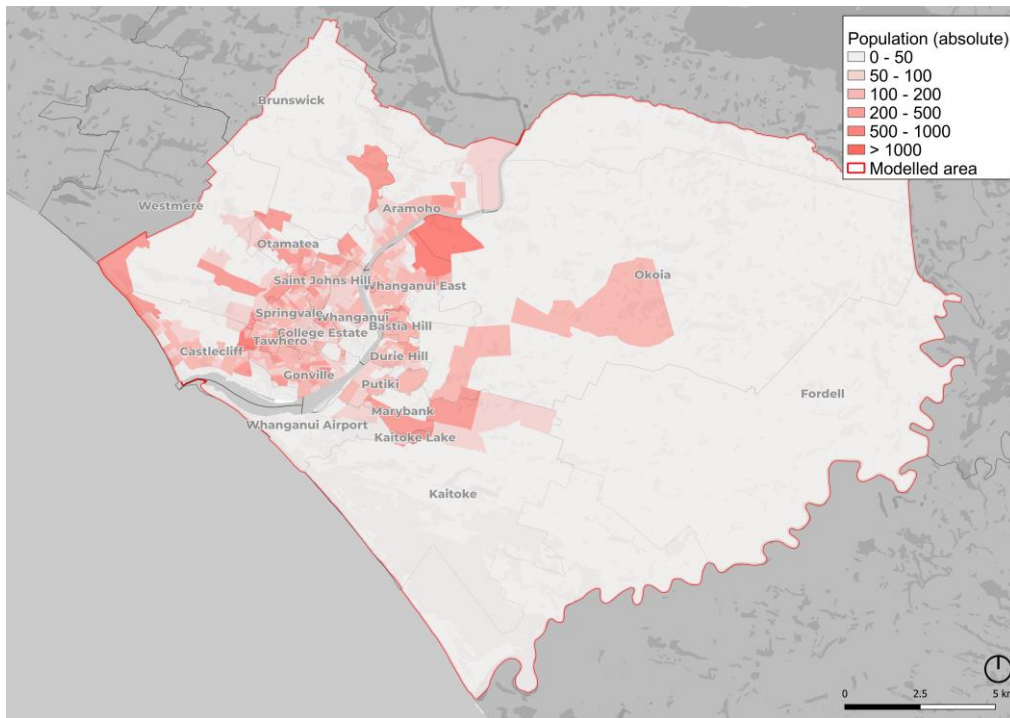 Population (absolute)
0 - 50
50 - 100
100 - 200
200 - 500
500 - 1000
> 1000
Modelled area
Brunswick
Westmere
Aramoho
Otamatea
Okoia
Saint Johns Hill
Whanganui East
Springvale
Whanganui
College Estate
Bastia Hill
Tawhero
Castlecliff
Durie Hill
Gonville
Putiki
Fordell
Marybank
Whanganui Airport
Kaitoke Lake
Kaitoke
0 2.5 5 km